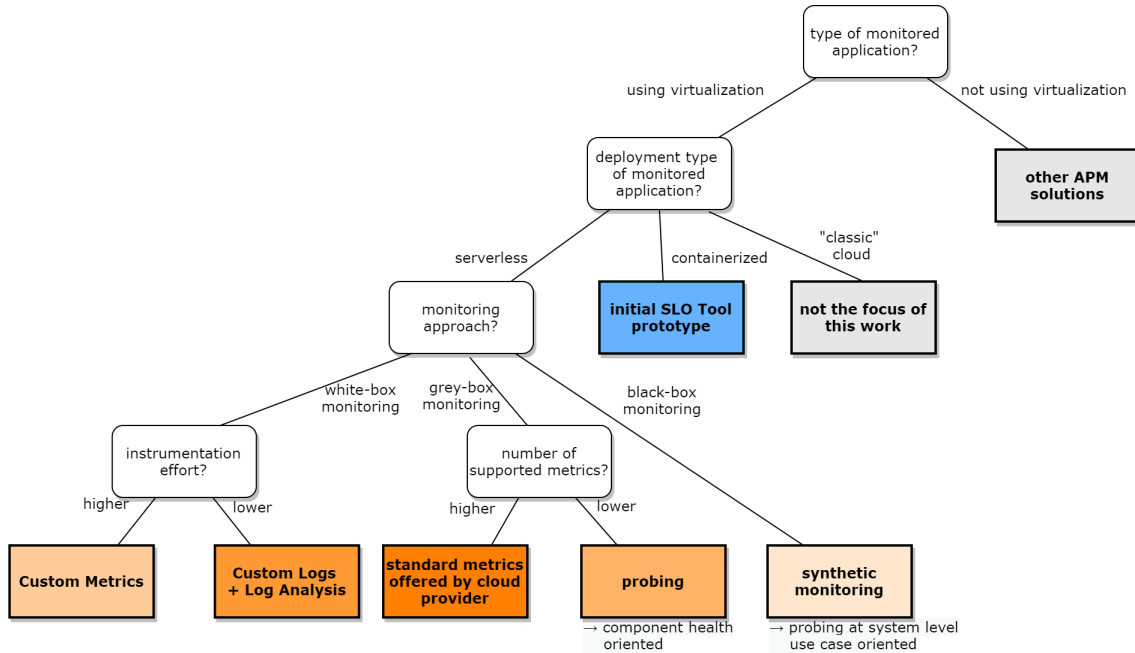 type of monitored
application?
using virtualization
not using virtualization
deployment type
of monitored
application?
other APM
solutions
serverless
containerized
"classic"
cloud
monitoring
approach?
initial SLO Tool
prototype
not the focus of
this work
white-box
monitoring
grey-box
monitoring
black-box
monitoring
instrumentation
effort?
number of
supported metrics?
higher
lower
higher
lower
Custom Metrics
Custom Logs
+ Log Analysis
standard metrics
offered by cloud
provider
probing
synthetic
monitoring
→ component health
oriented
→ probing at system level
use case oriented